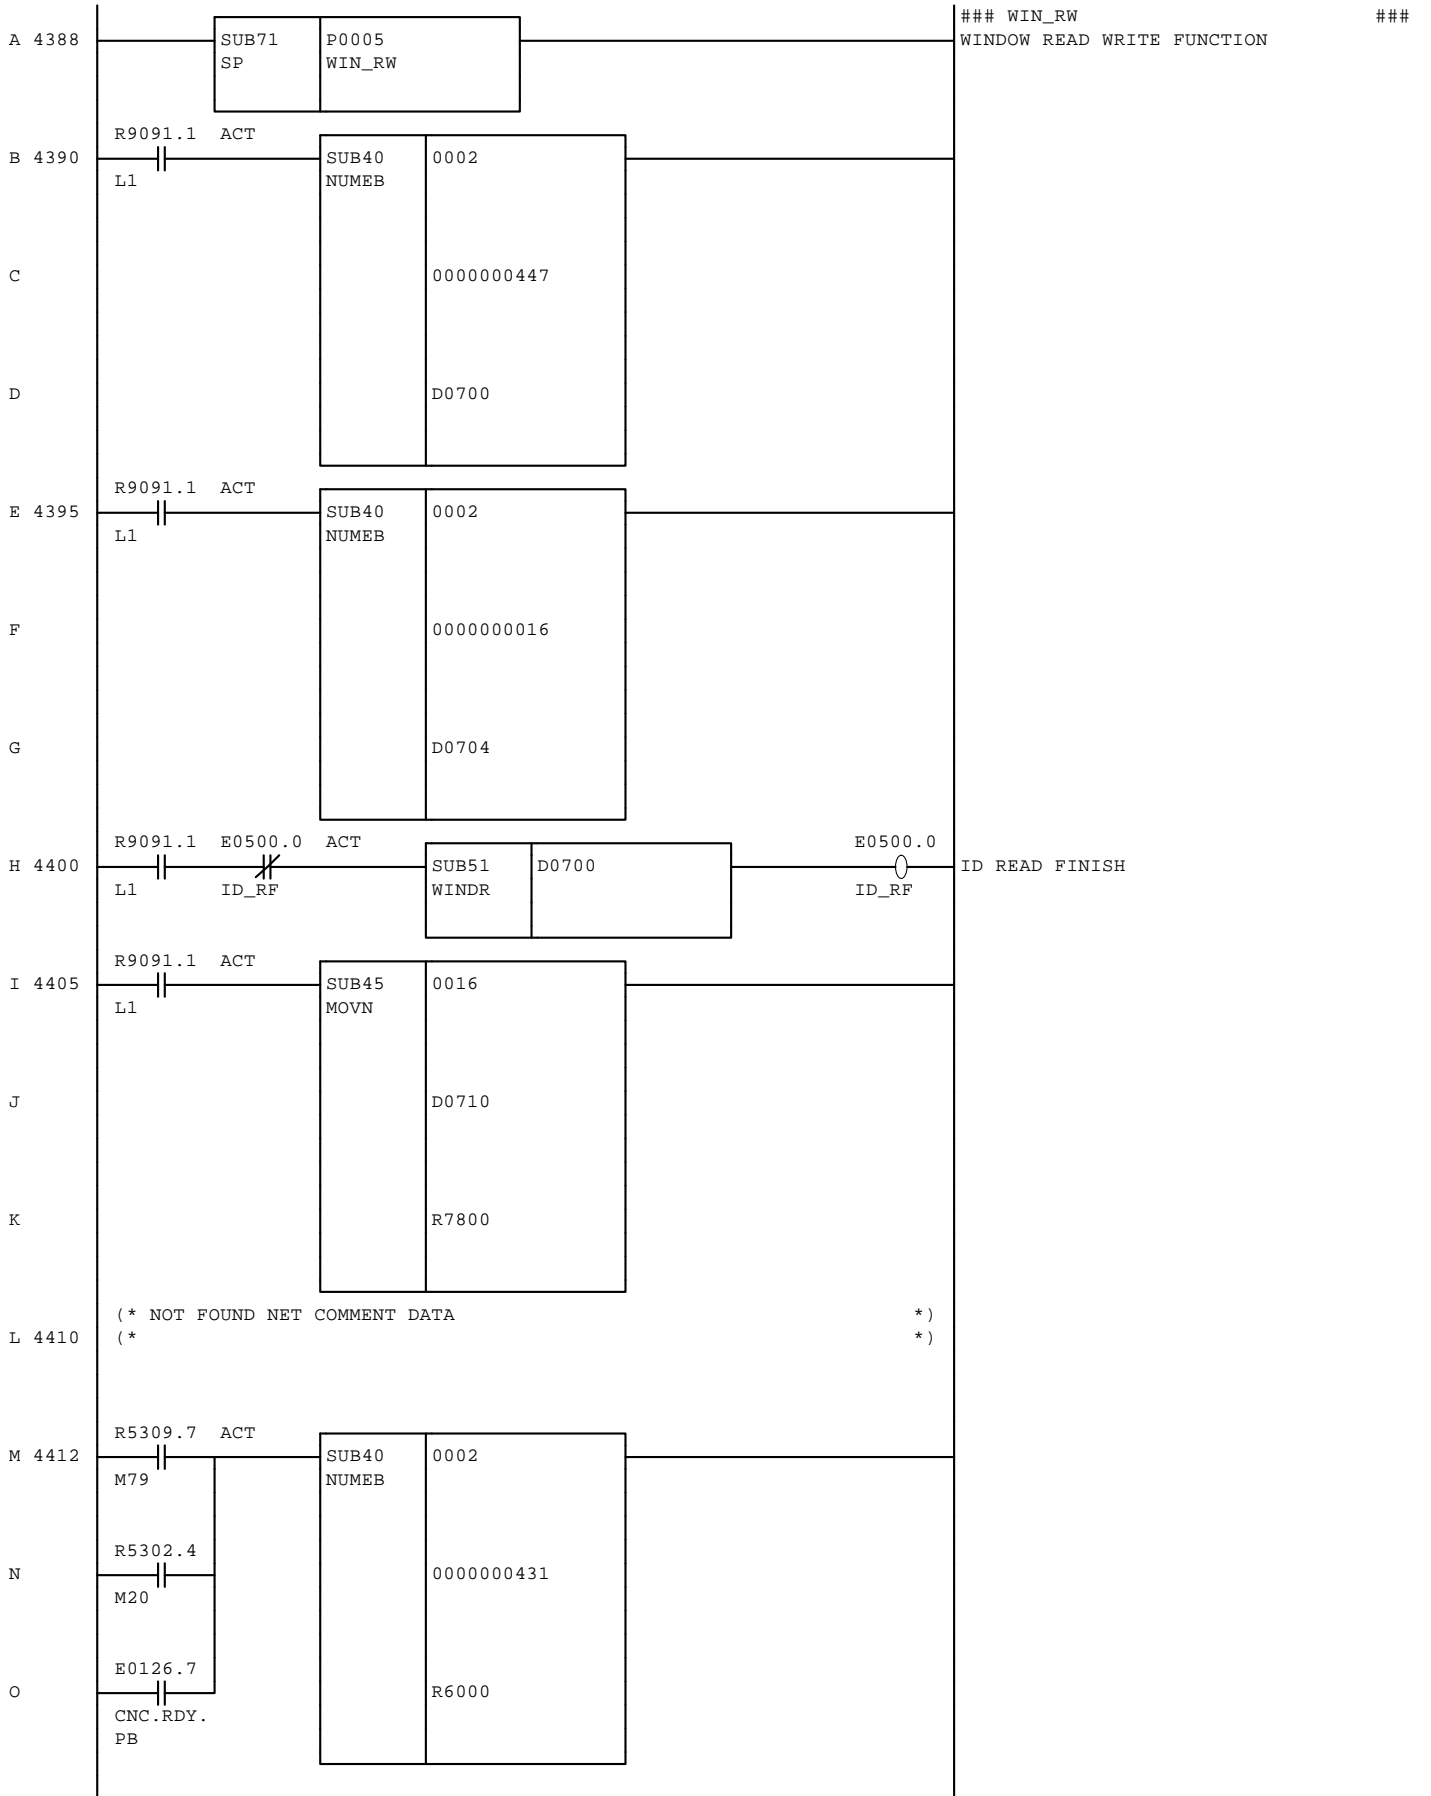 ### WIN_RW ###
A 4388 SUB71 P0005 WINDOW READ WRITE FUNCTION
SP WIN_RW
R9091.1 ACT
B 4390 SUB40 0002
L1 NUMEB
C 0000000447
D D0700
R9091.1 ACT
E 4395 SUB40 0002
L1 NUMEB
F 0000000016
G D0704
R9091.1 E0500.0 ACT E0500.0
H 4400 SUB51 D0700 ID READ FINISH
L1 ID_RF WINDR ID_RF
R9091.1 ACT
I 4405 SUB45 0016
L1 MOVN
J D0710
K R7800
(* NOT FOUND NET COMMENT DATA *)
L 4410 (* *)
R5309.7 ACT
M 4412 SUB40 0002
M79 NUMEB
R5302.4
N 0000000431
M20
E0126.7
O R6000
CNC.RDY.
PB